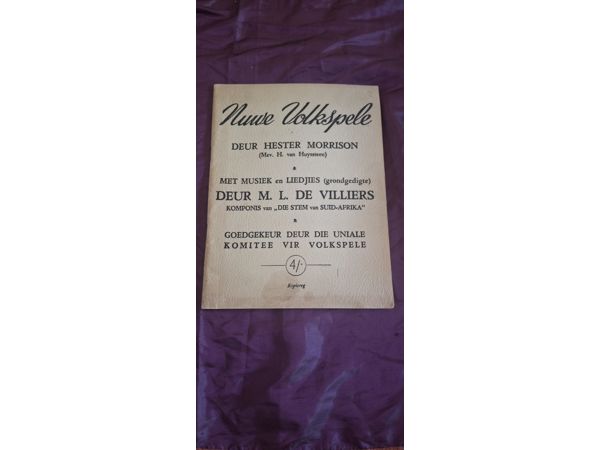 Nuwe Volkspele
DEUR HESTER MORRISON
(Mev. H. van Huyssteen)
MET MUSIEK en LIEDJIES (grondgedigte)
DEUR M. L. DE VILLIERS
KOMPONIS van „DIE STEM van SUID-AFRIKA"
GOEDGEKEUR DEUR DIE UNIALE
KOMITEE VIR VOLKSPELE
4/-
Kopiereg